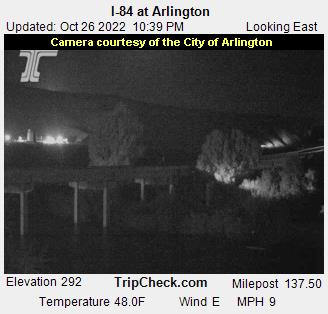 I-84 at Arlington
Updated: Oct 26 2022 10:39 PM Looking East
Camera courtesy of the City of Arlington
Elevation 292 TripCheck.com Milepost 137.50
Temperature 48.0F Wind E MPH 9